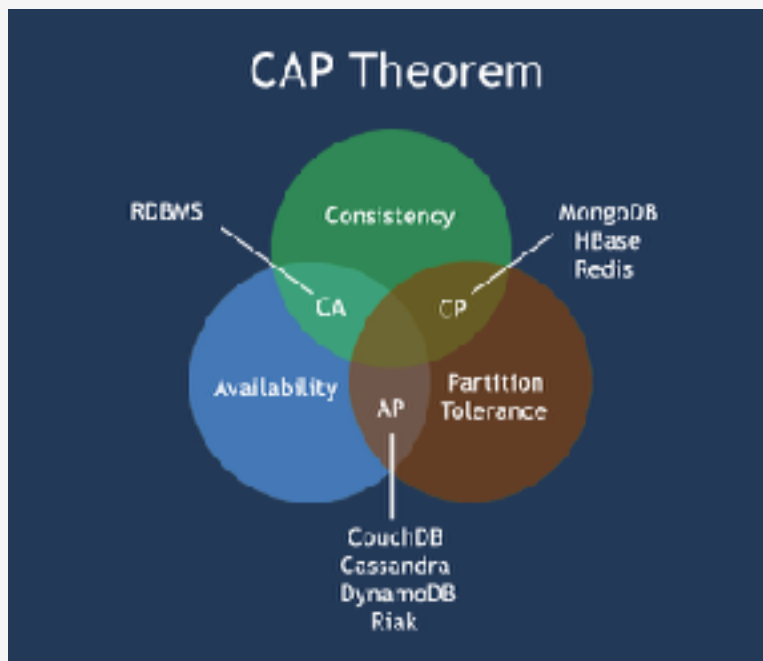 CAP Theorem
RDBMS
Consistency
MongoDB
HBase
Redis
CA
CP
Availability
Partition
Tolerance
AP
CouchDB
Cassandra
DynamoDB
Riak